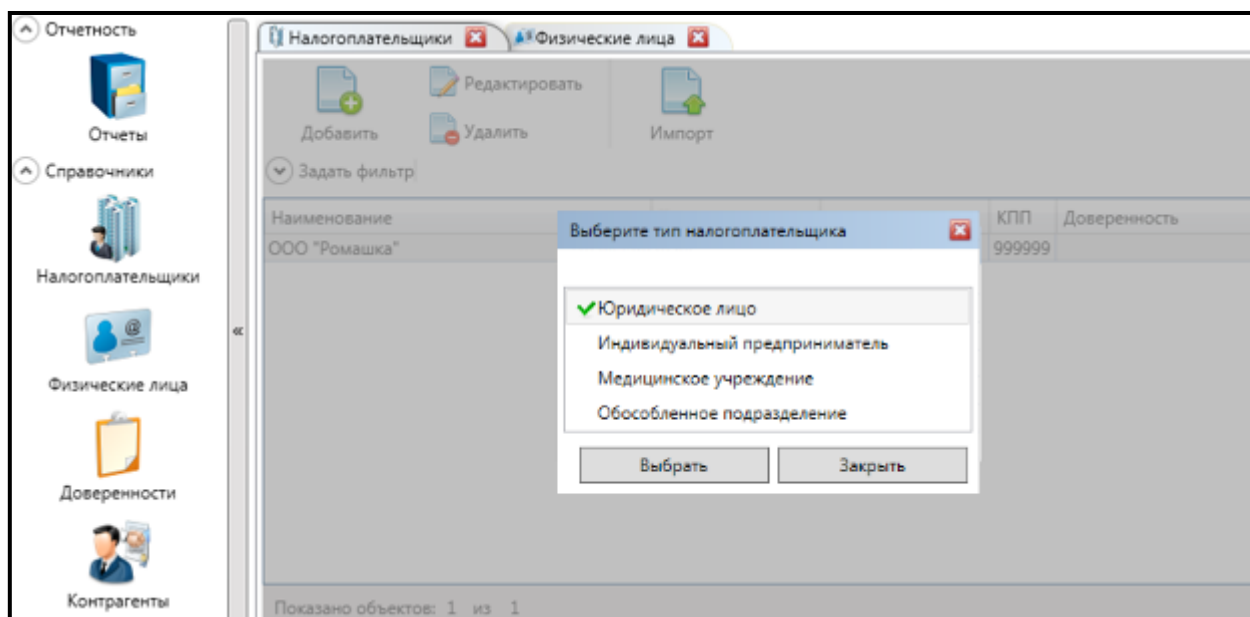 Отчетность
Отчеты
Справочники
Налогоплательщики
Физические лица
Доверенности
Контрагенты
Налогоплательщики Физические лица
Добавить Редактировать Удалить Импорт
Задать фильтр
Наименование КПП Доверенность
ООО "Ромашка" 999999
Выберите тип налогоплательщика
Юридическое лицо
Индивидуальный предприниматель
Медицинское учреждение
Обособленное подразделение
Выбрать Закрыть
Показано объектов: 1 из 1